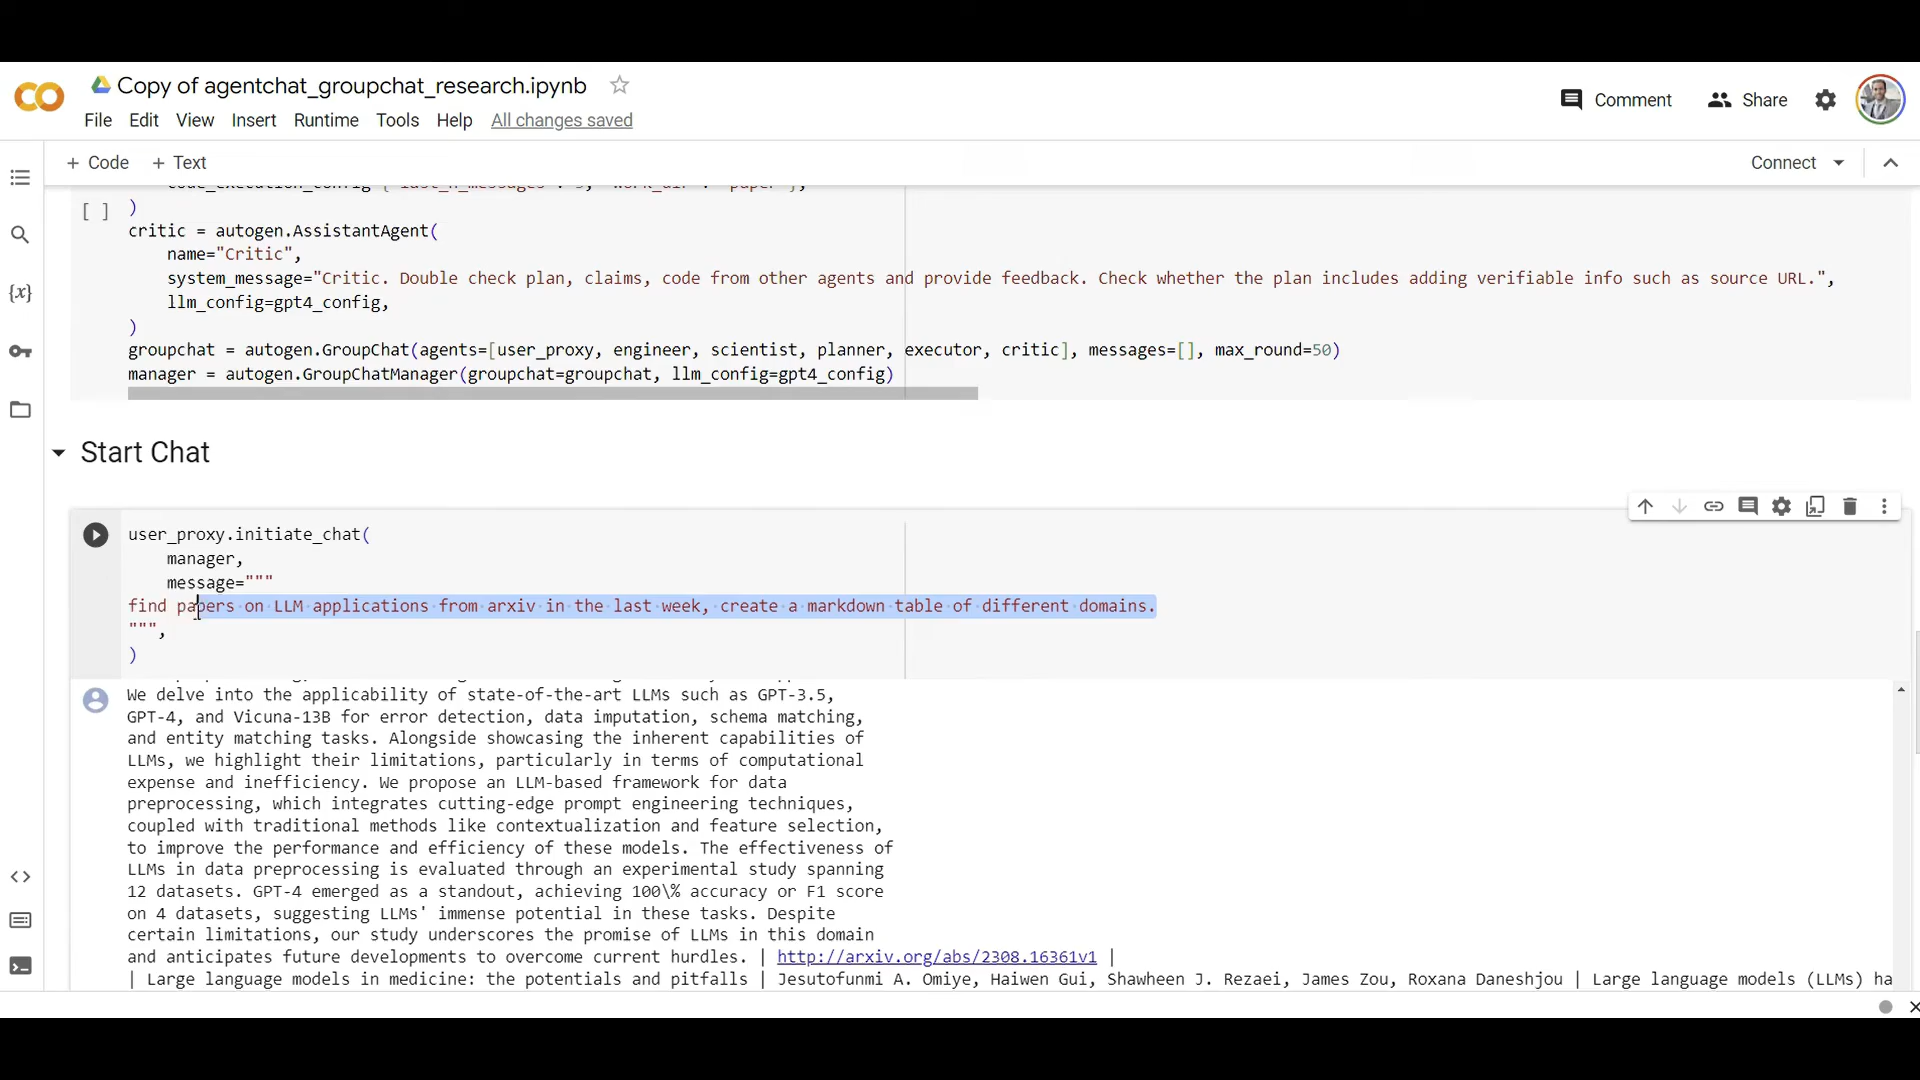 Copy of agentchat_groupchat_research.ipynb
Comment
Share
File Edit View Insert Runtime Tools Help All changes saved
+ Code + Text
Connect
code_execution_config={"last_n_messages": 3, "work_dir": "paper"},
[ ] )
critic = autogen.AssistantAgent(
name="Critic",
system_message="Critic. Double check plan, claims, code from other agents and provide feedback. Check whether the plan includes adding verifiable info such as source URL.",
llm_config=gpt4_config,
)
groupchat = autogen.GroupChat(agents=[user_proxy, engineer, scientist, planner, executor, critic], messages=[], max_round=50)
manager = autogen.GroupChatManager(groupchat=groupchat, llm_config=gpt4_config)
Start Chat
user_proxy.initiate_chat(
manager,
message="""
find papers on LLM applications from arxiv in the last week, create a markdown table of different domains.
""",
)
We delve into the applicability of state-of-the-art LLMs such as GPT-3.5,
GPT-4, and Vicuna-13B for error detection, data imputation, schema matching,
and entity matching tasks. Alongside showcasing the inherent capabilities of
LLMs, we highlight their limitations, particularly in terms of computational
expense and inefficiency. We propose an LLM-based framework for data
preprocessing, which integrates cutting-edge prompt engineering techniques,
coupled with traditional methods like contextualization and feature selection,
to improve the performance and efficiency of these models. The effectiveness of
LLMs in data preprocessing is evaluated through an experimental study spanning
12 datasets. GPT-4 emerged as a standout, achieving 100\% accuracy or F1 score
on 4 datasets, suggesting LLMs' immense potential in these tasks. Despite
certain limitations, our study underscores the promise of LLMs in this domain
and anticipates future developments to overcome current hurdles. | http://arxiv.org/abs/2308.16361v1 |
| Large language models in medicine: the potentials and pitfalls | Jesutofunmi A. Omiye, Haiwen Gui, Shawheen J. Rezaei, James Zou, Roxana Daneshjou | Large language models (LLMs) ha